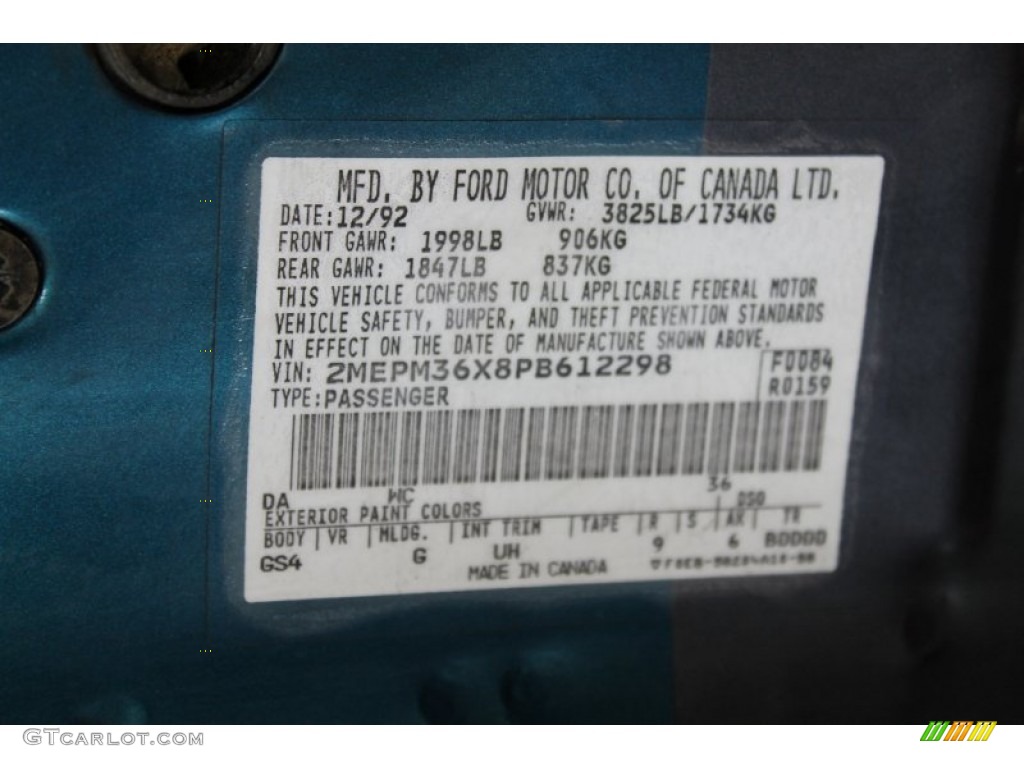 MFD. BY FORD MOTOR CO. OF CANADA LTD.
DATE: 12/92 GVWR: 3825LB/1734KG
FRONT GAWR: 1998LB 906KG
REAR GAWR: 1847LB 837KG
THIS VEHICLE CONFORMS TO ALL APPLICABLE FEDERAL MOTOR
VEHICLE SAFETY, BUMPER, AND THEFT PREVENTION STANDARDS
IN EFFECT ON THE DATE OF MANUFACTURE SHOWN ABOVE.
VIN: 2MEPM36X8PB612298 F0084
TYPE: PASSENGER R0159
DA WC 36
EXTERIOR PAINT COLORS DSO
BODY VR MLDG. INT TRIM TAPE R S AX TR
GS4 G UH 9 6 BDDDD
MADE IN CANADA
GTCarlot.com